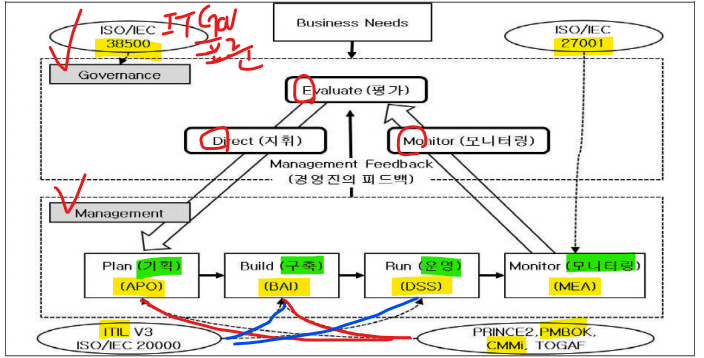 ISO/IEC
38500
IT Gov
표준
Business Needs
ISO/IEC
27001
Governance
Evaluate (평가)
Direct (지휘)
Monitor (모니터링)
Management Feedback
(경영진의 피드백)
Management
Plan (기획)
(APO)
Build (구축)
(BAI)
Run (운영)
(DSS)
Monitor (모니터링)
(MEA)
ITIL V3
ISO/IEC 20000
PRINCE2, PMBOK,
CMMi, TOGAF